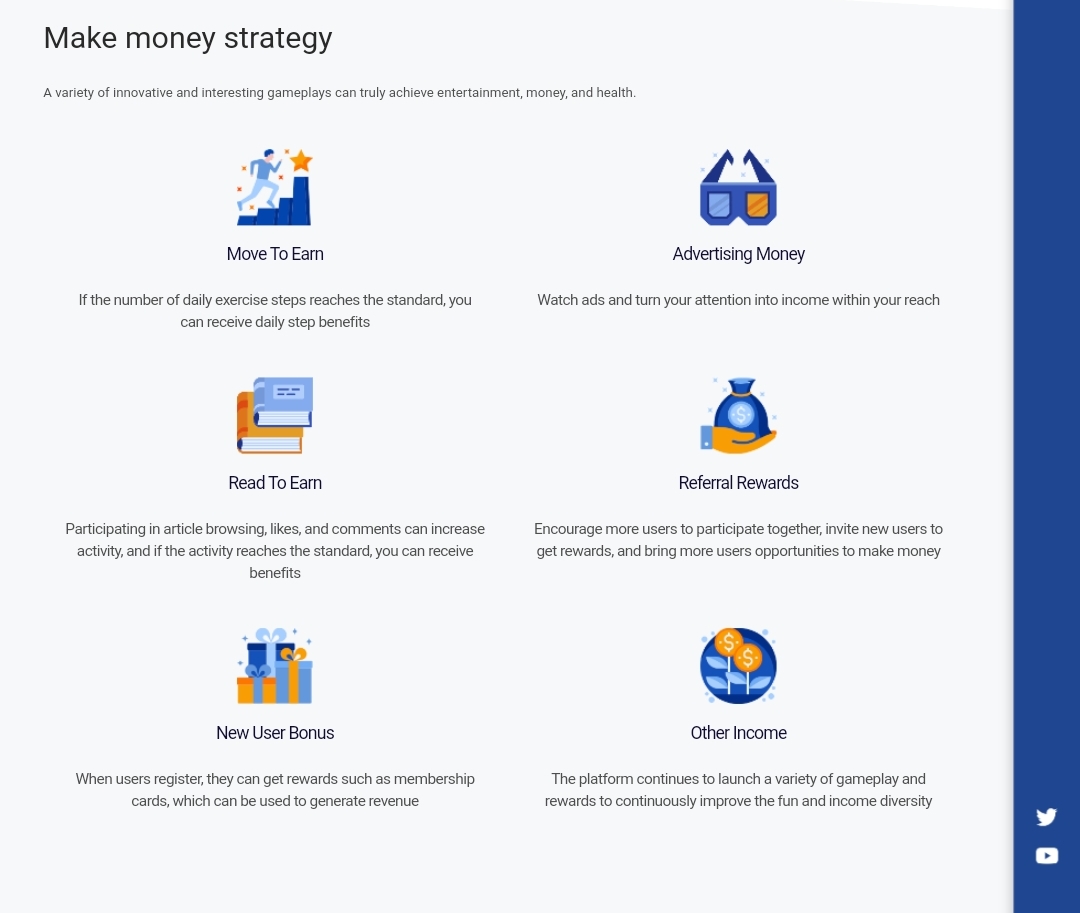 Make money strategy
A variety of innovative and interesting gameplays can truly achieve entertainment, money, and health.
Move To Earn
If the number of daily exercise steps reaches the standard, you
can receive daily step benefits
Advertising Money
Watch ads and turn your attention into income within your reach
Read To Earn
Participating in article browsing, likes, and comments can increase
activity, and if the activity reaches the standard, you can receive
benefits
Referral Rewards
Encourage more users to participate together, invite new users to
get rewards, and bring more users opportunities to make money
New User Bonus
When users register, they can get rewards such as membership
cards, which can be used to generate revenue
Other Income
The platform continues to launch a variety of gameplay and
rewards to continuously improve the fun and income diversity